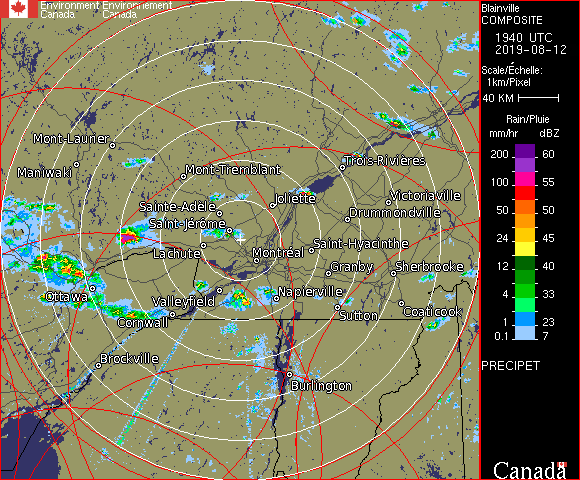 Environment Environnement
Canada Canada
Blainville
COMPOSITE
1940 UTC
2019-08-12
Scale/Échelle:
1km/Pixel
40 KM
Rain/Pluie
mm/hr dBZ
200 60
100 55
50 50
24 45
12 40
4 33
1 23
0.1 7
PRECIPET
Canada
Mont-Laurier
Maniwaki
Mont-Tremblant
Trois-Rivières
Sainte-Adèle
Joliette
Victoriaville
Saint-Jérôme
Drummondville
Lachute
Montréal
Saint-Hyacinthe
Granby
Sherbrooke
Ottawa
Valleyfield
Napierville
Cornwall
Sutton
Coaticook
Brockville
Burlington